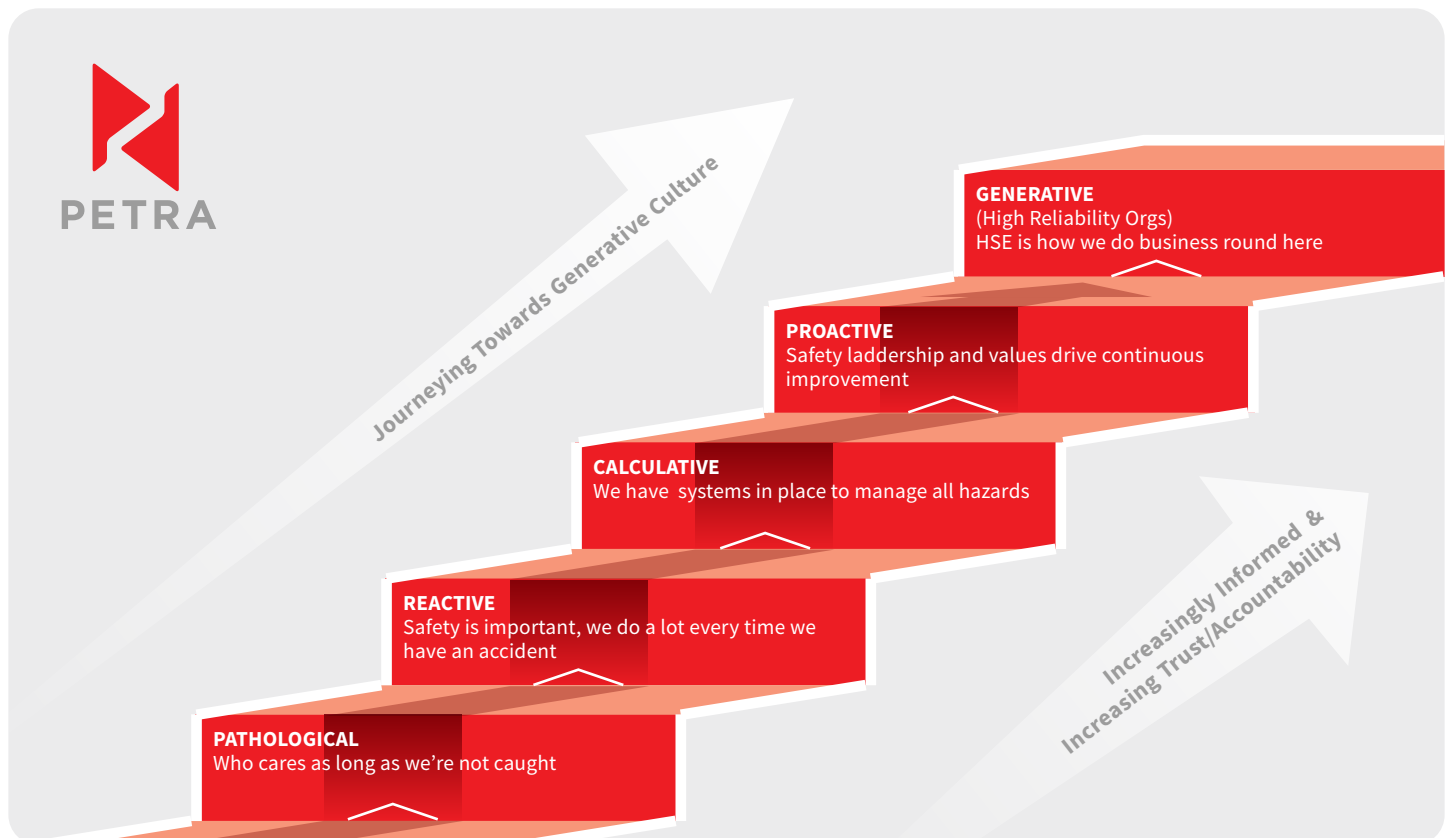 PETRA
Journeying Towards Generative Culture
GENERATIVE
(High Reliability Orgs)
HSE is how we do business round here
PROACTIVE
Safety laddership and values drive continuous
improvement
CALCULATIVE
We have  systems in place to manage all hazards
REACTIVE
Safety is important, we do a lot every time we
have an accident
PATHOLOGICAL
Who cares as long as we’re not caught
Increasingly Informed  &
Increasing Trust/Accountability